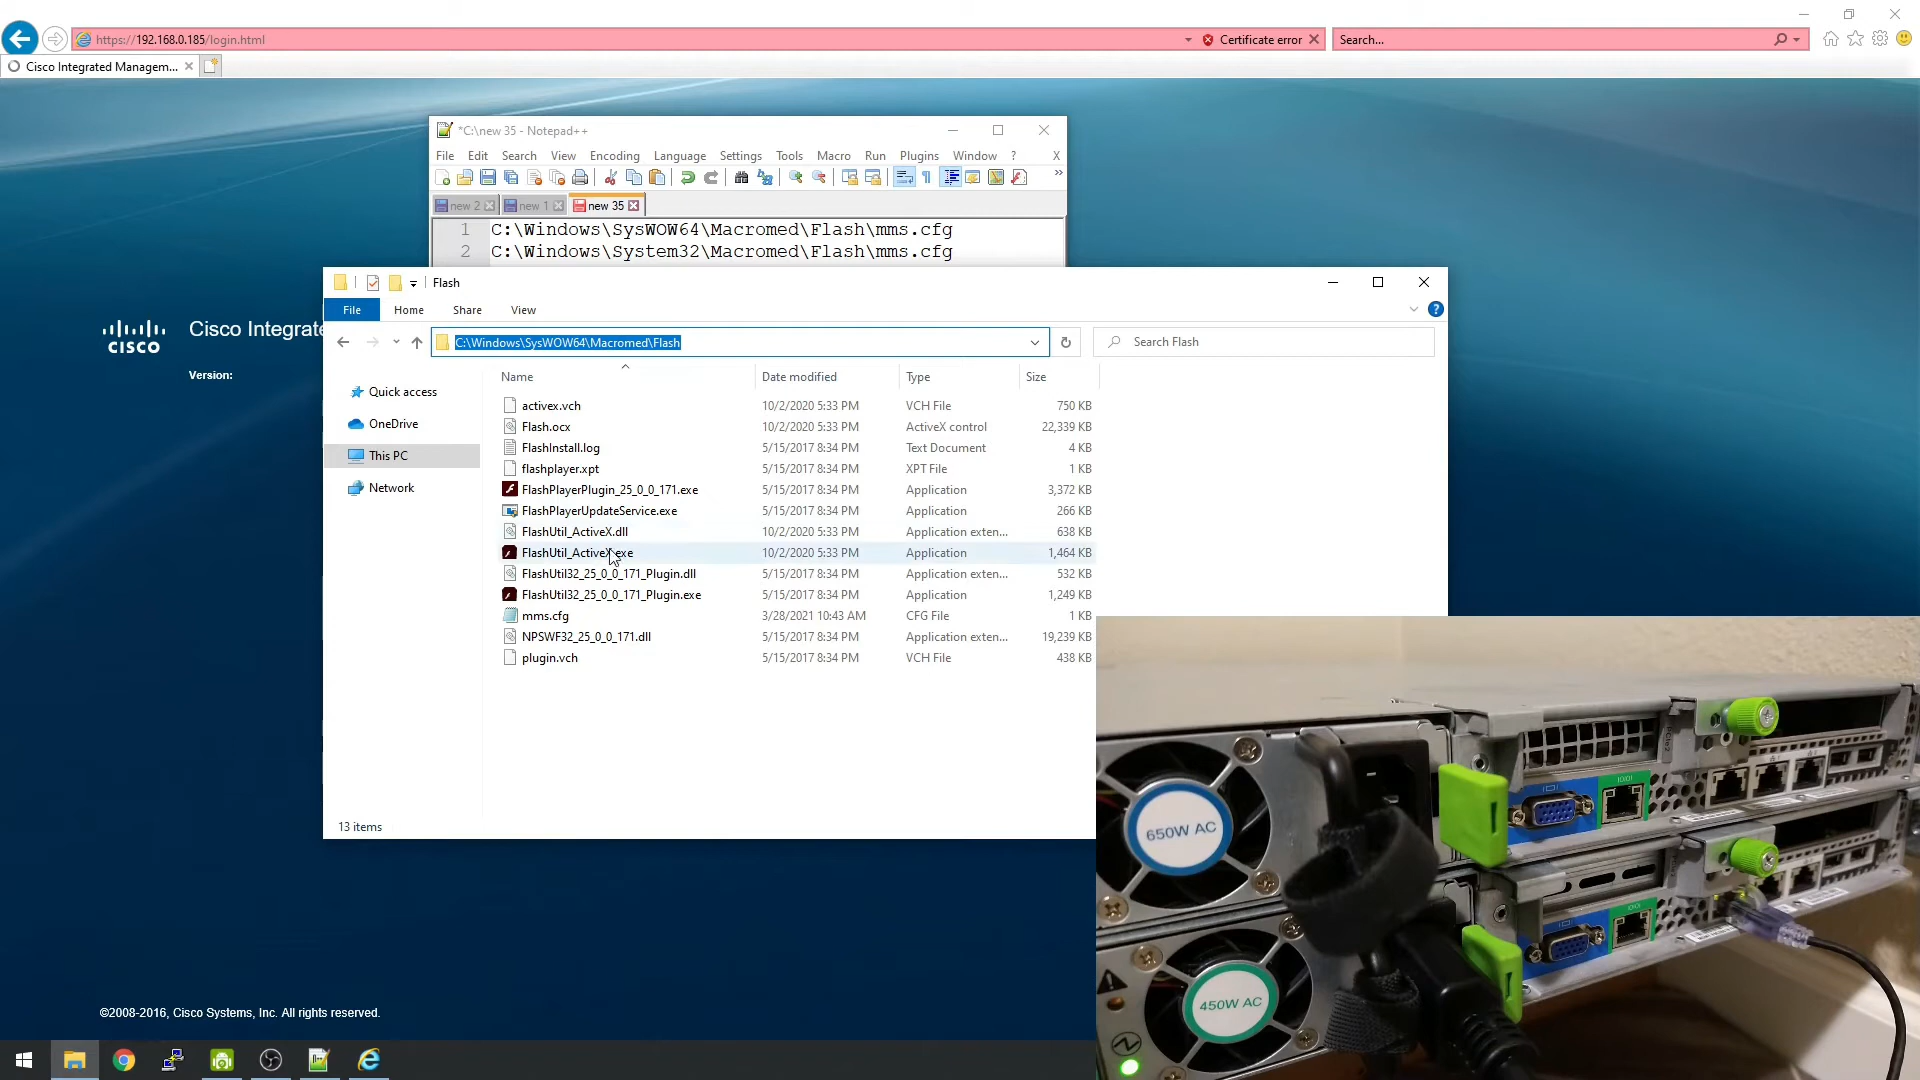 https://192.168.0.185/login.html
Certificate error
Search...
Cisco Integrated Managem...
*C:\new 35 - Notepad++
File Edit Search View Encoding Language Settings Tools Macro Run Plugins Window ? X
new 2 new 1 new 35
1 C:\Windows\SysWOW64\Macromed\Flash\mms.cfg
2 C:\Windows\System32\Macromed\Flash\mms.cfg
Flash
File Home Share View
C:\Windows\SysWOW64\Macromed\Flash
Search Flash
Name Date modified Type Size
activex.vch 10/2/2020 5:33 PM VCH File 750 KB
Flash.ocx 10/2/2020 5:33 PM ActiveX control 22,339 KB
FlashInstall.log 5/15/2017 8:34 PM Text Document 4 KB
flashplayer.xpt 5/15/2017 8:34 PM XPT File 1 KB
FlashPlayerPlugin_25_0_0_171.exe 5/15/2017 8:34 PM Application 3,372 KB
FlashPlayerUpdateService.exe 5/15/2017 8:34 PM Application 266 KB
FlashUtil_ActiveX.dll 10/2/2020 5:33 PM Application exten... 638 KB
FlashUtil_ActiveX.exe 10/2/2020 5:33 PM Application 1,464 KB
FlashUtil32_25_0_0_171_Plugin.dll 5/15/2017 8:34 PM Application exten... 532 KB
FlashUtil32_25_0_0_171_Plugin.exe 5/15/2017 8:34 PM Application 1,249 KB
mms.cfg 3/28/2021 10:43 AM CFG File 1 KB
NPSWF32_25_0_0_171.dll 5/15/2017 8:34 PM Application exten... 19,239 KB
plugin.vch 5/15/2017 8:34 PM VCH File 438 KB
Quick access
OneDrive
This PC
Network
13 items
CISCO
Cisco Integrate
Version:
©2008-2016, Cisco Systems, Inc. All rights reserved.
650W AC
450W AC